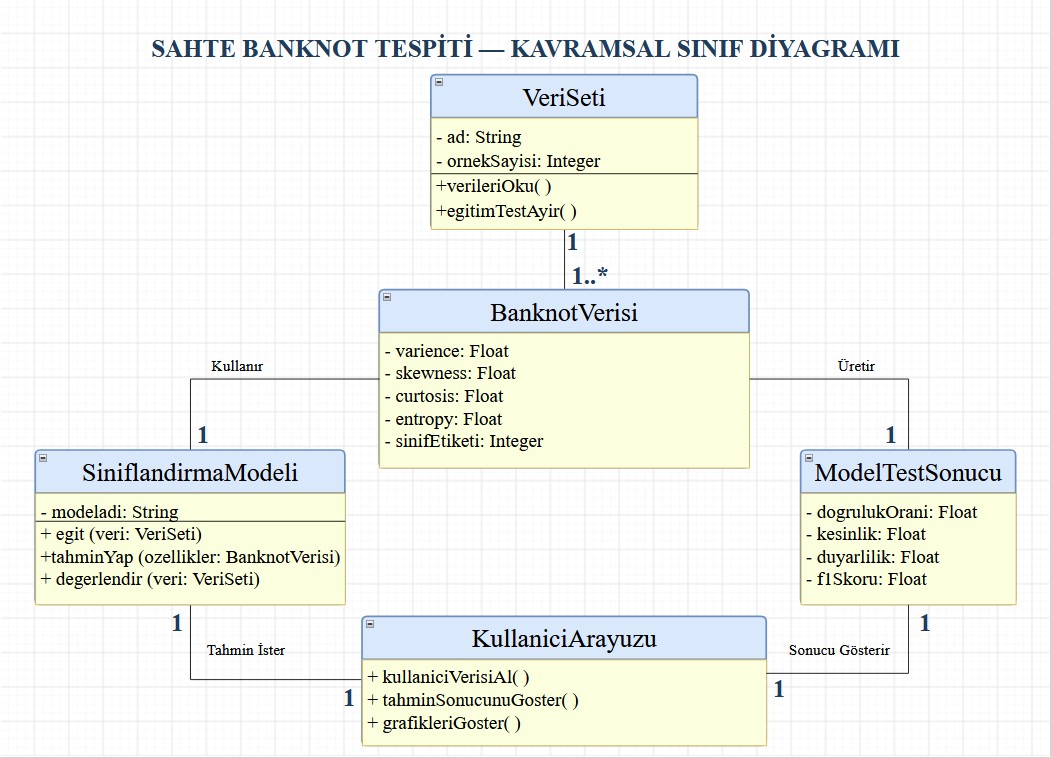 SAHTE BANKNOT TESPİTİ — KAVRAMSAL SINIF DİYAGRAMI
VeriSeti
- ad: String
- ornekSayisi: Integer
+verileriOku( )
+egitimTestAyir( )
1
1..*
BanknotVerisi
- varience: Float
- skewness: Float
- curtosis: Float
- entropy: Float
- sinifEtiketi: Integer
Kullanır
1
Üretir
1
SiniflandirmaModeli
- modeladi: String
+ egit (veri: VeriSeti)
+tahminYap (ozellikler: BanknotVerisi)
+ degerlendir (veri: VeriSeti)
ModelTestSonucu
- dogrulukOrani: Float
- kesinlik: Float
- duyarlilik: Float
- f1Skoru: Float
1
Tahmin İster
1
1
Sonucu Gösterir
1
KullaniciArayuzu
+ kullaniciVerisiAl( )
+ tahminSonucunuGoster( )
+ grafikleriGoster( )